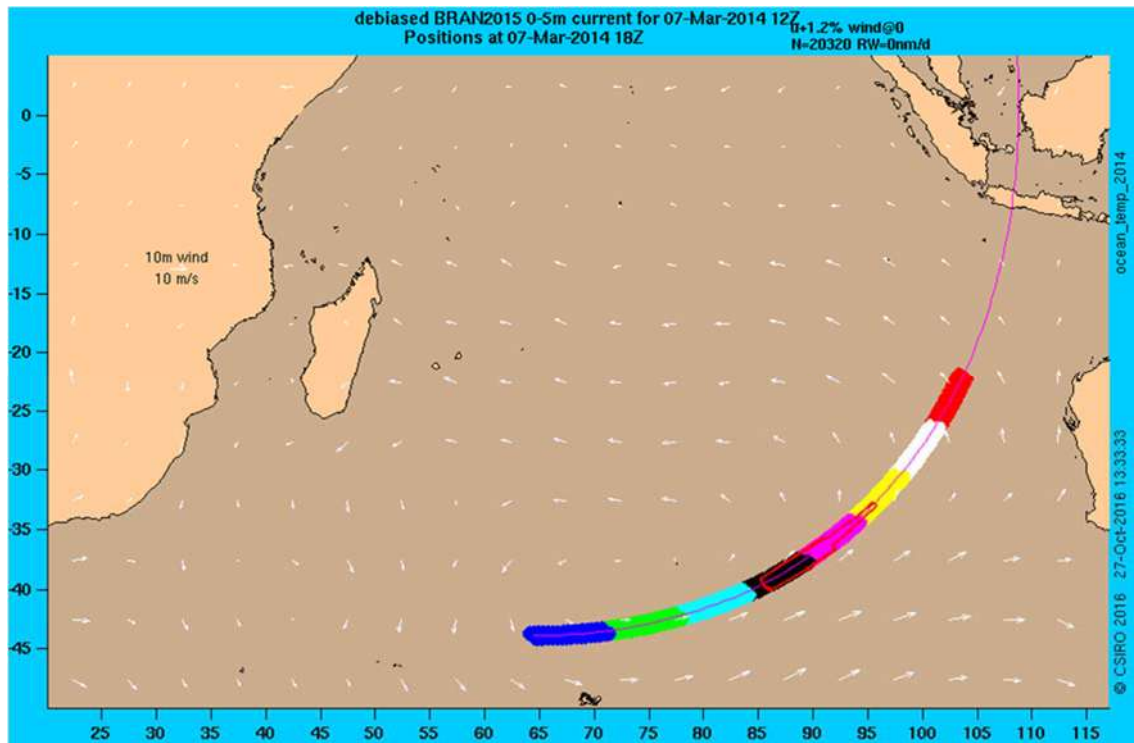 debiased BRAN2015 0-5m current for 07-Mar-2014 12Z
Positions at 07-Mar-2014 18Z
u+1.2% wind@0
N=20320 RW=0nm/d
0
-5
-10
-15
-20
-25
-30
-35
-40
-45
10m wind
10 m/s
25 30 35 40 45 50 55 60 65 70 75 80 85 90 95 100 105 110 115
ocean_temp_2014
© CSIRO 2016 27-Oct-2016 13:33:33